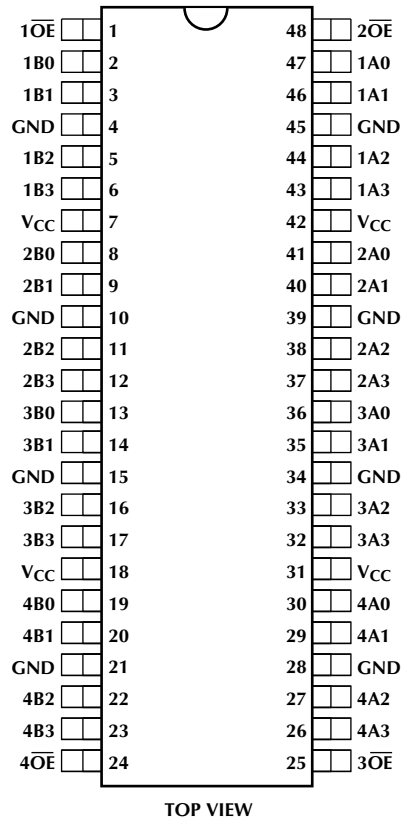 1O̅E̅ 1 48 2O̅E̅
1B0 2 47 1A0
1B1 3 46 1A1
GND 4 45 GND
1B2 5 44 1A2
1B3 6 43 1A3
VCC 7 42 VCC
2B0 8 41 2A0
2B1 9 40 2A1
GND 10 39 GND
2B2 11 38 2A2
2B3 12 37 2A3
3B0 13 36 3A0
3B1 14 35 3A1
GND 15 34 GND
3B2 16 33 3A2
3B3 17 32 3A3
VCC 18 31 VCC
4B0 19 30 4A0
4B1 20 29 4A1
GND 21 28 GND
4B2 22 27 4A2
4B3 23 26 4A3
4O̅E̅ 24 25 3O̅E̅
TOP VIEW